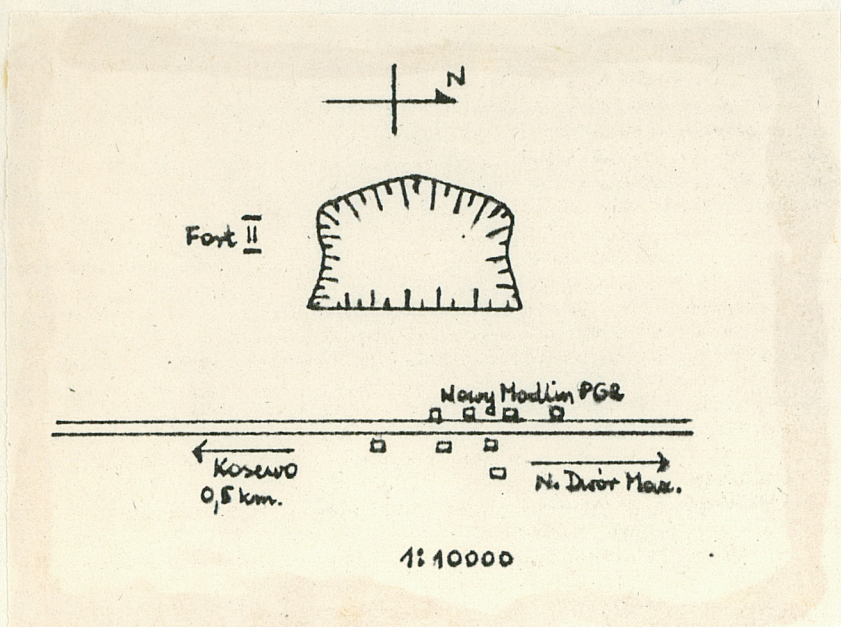 N
Fort II
Nowy Modlin PGR
Kosewo
0,5 km.
N. Dwór Maz.
1:10000